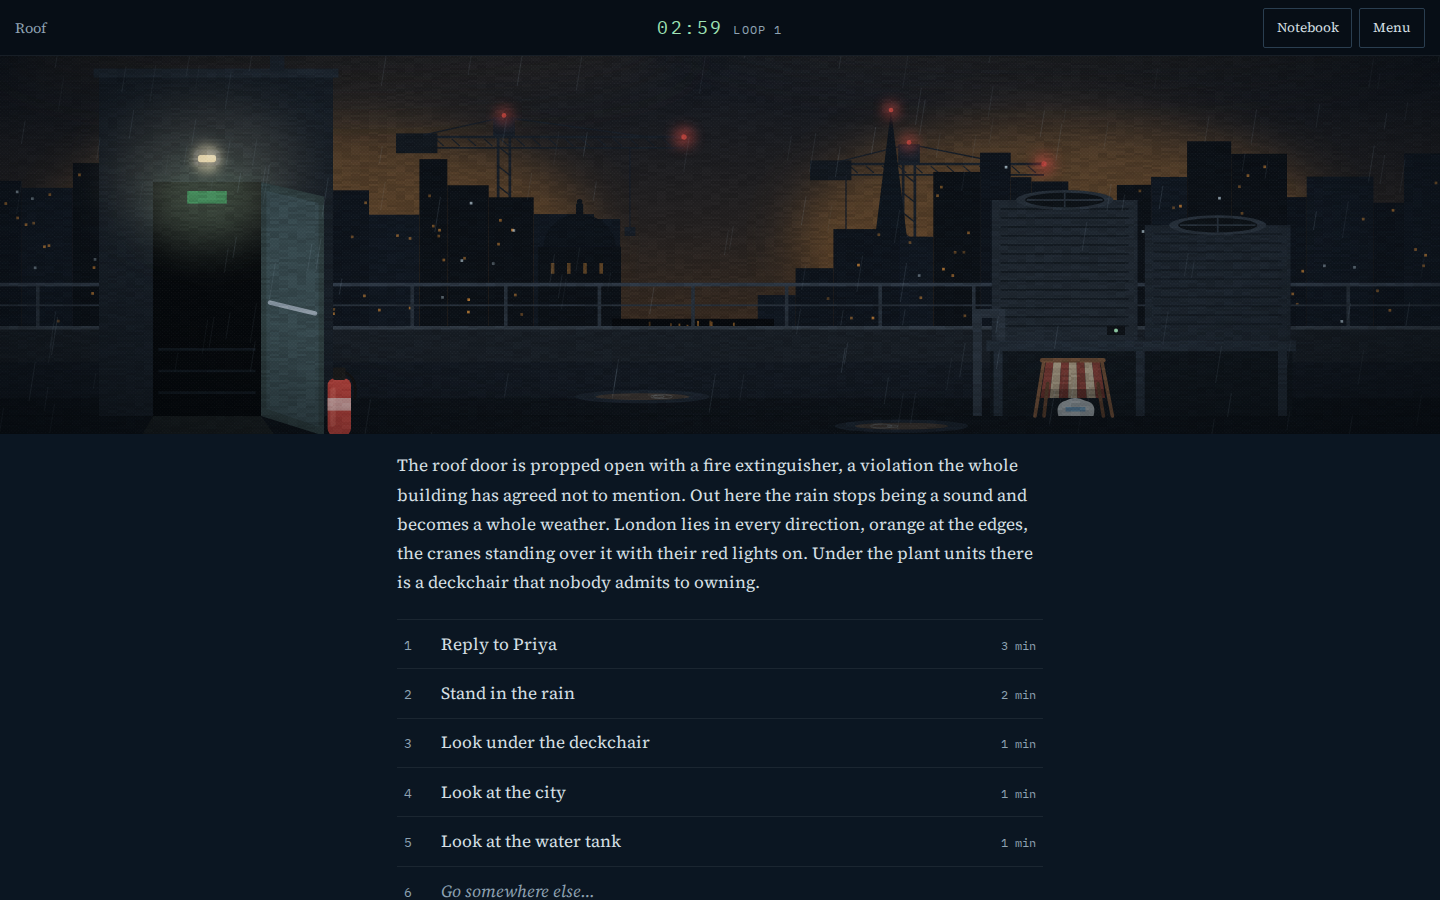 Roof
02:59 LOOP 1
Notebook
Menu
The roof door is propped open with a fire extinguisher, a violation the whole
building has agreed not to mention. Out here the rain stops being a sound and
becomes a whole weather. London lies in every direction, orange at the edges,
the cranes standing over it with their red lights on. Under the plant units there
is a deckchair that nobody admits to owning.
1 Reply to Priya 3 min
2 Stand in the rain 2 min
3 Look under the deckchair 1 min
4 Look at the city 1 min
5 Look at the water tank 1 min
6 Go somewhere else...